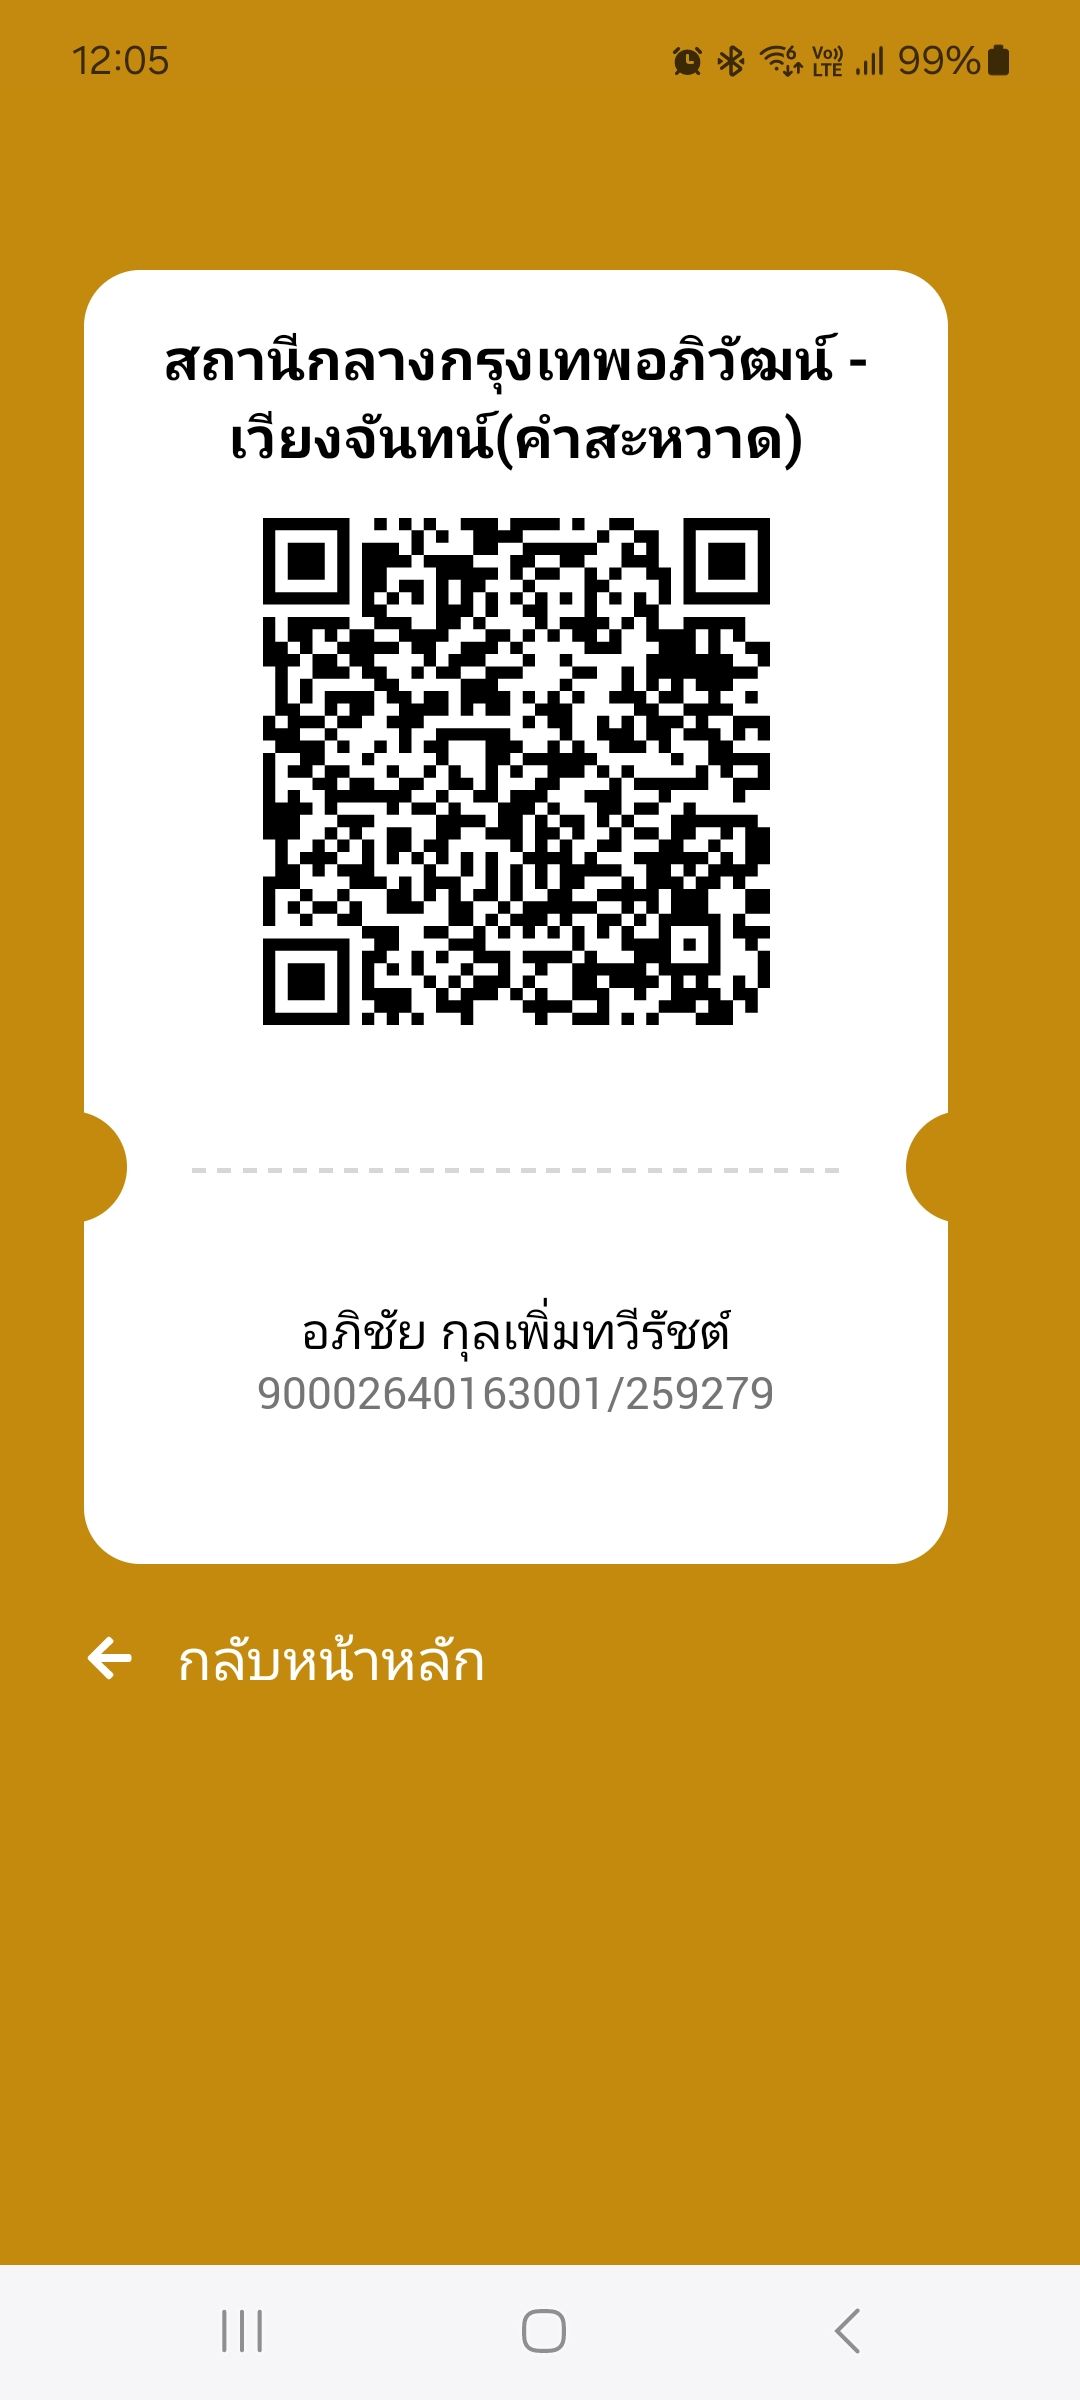 12:05
6
Vo))
LTE
99%
สถานีกลางกรุงเทพอภิวัฒน์ -
เวียงจันทน์(คำสะหวาด)
อภิชัย กุลเพิ่มทวีรัชต์
90002640163001/259279
กลับหน้าหลัก